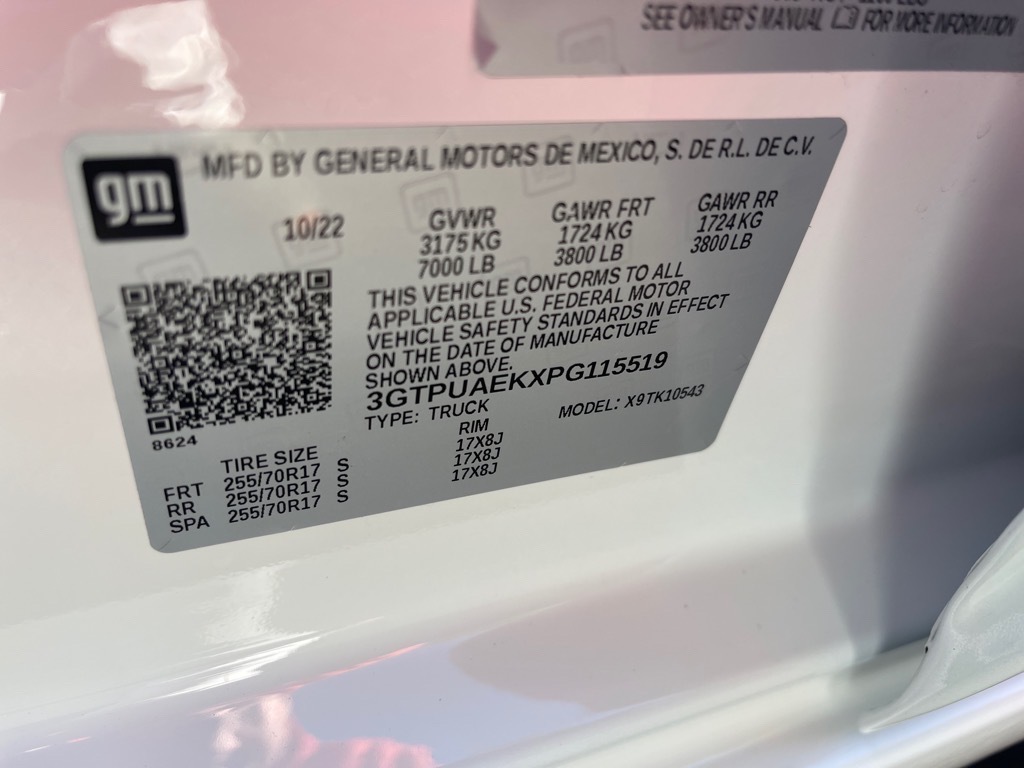 SEE OWNER'S MANUAL FOR MORE INFORMATION
gm
MFD BY GENERAL MOTORS DE MEXICO, S. DE R.L. DE C.V.
10/22 GVWR GAWR FRT GAWR RR
3175 KG 1724 KG 1724 KG
7000 LB 3800 LB 3800 LB
THIS VEHICLE CONFORMS TO ALL
APPLICABLE U.S. FEDERAL MOTOR
VEHICLE SAFETY STANDARDS IN EFFECT
ON THE DATE OF MANUFACTURE
SHOWN ABOVE.
3GTPUAEKXPG115519
TYPE: TRUCK MODEL: X9TK10543
8624
TIRE SIZE RIM
FRT 255/70R17 S 17X8J
RR 255/70R17 S 17X8J
SPA 255/70R17 S 17X8J